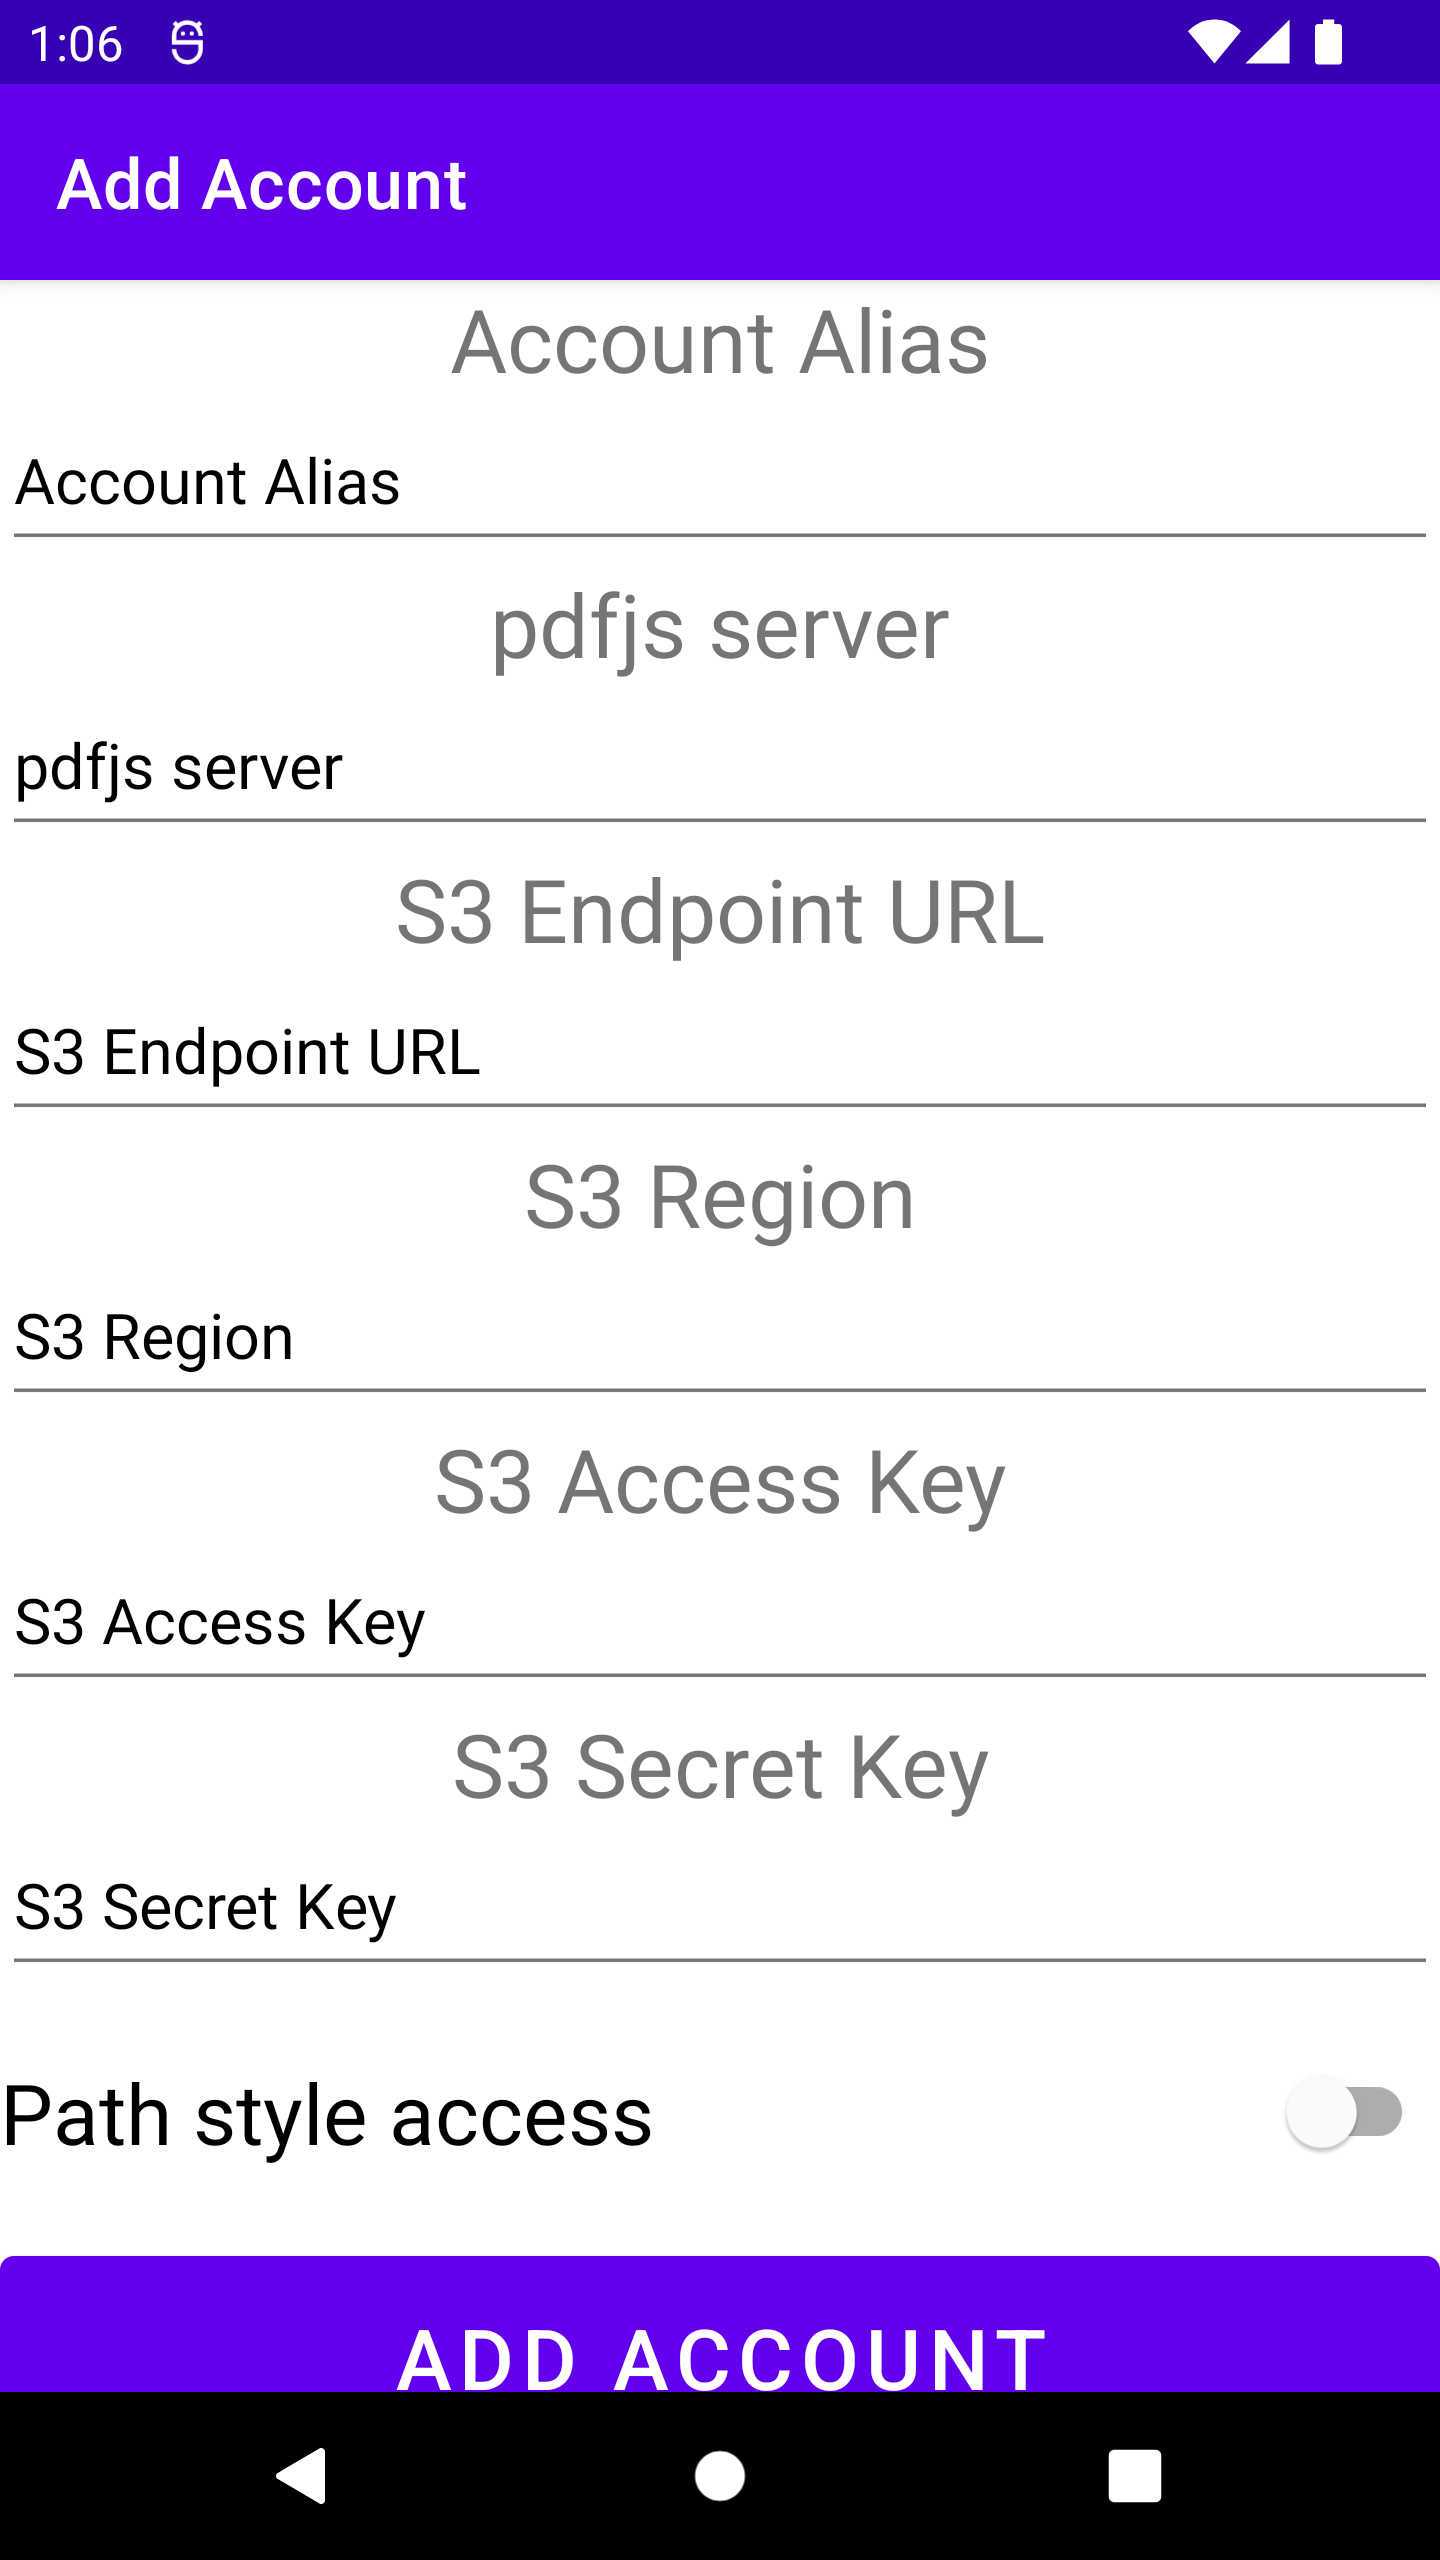 1:06
Add Account
Account Alias
Account Alias
pdfjs server
pdfjs server
S3 Endpoint URL
S3 Endpoint URL
S3 Region
S3 Region
S3 Access Key
S3 Access Key
S3 Secret Key
S3 Secret Key
Path style access
ADD ACCOUNT